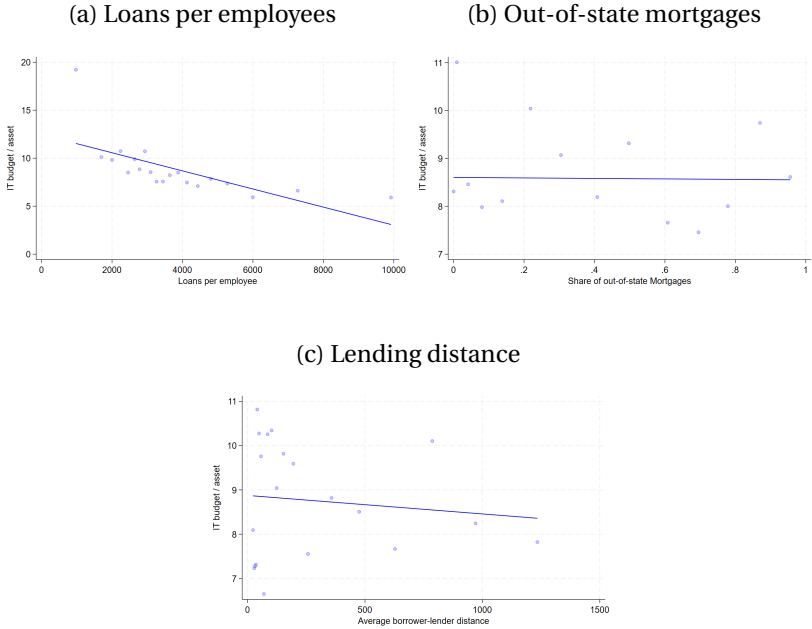 (a) Loans per employees
(b) Out-of-state mortgages
20
15
10
5
0
IT budget / asset
0 2000 4000 6000 8000 10000
Loans per employee
11
10
9
8
7
IT budget / asset
0 .2 .4 .6 .8 1
Share of out-of-state Mortgages
(c) Lending distance
11
10
9
8
7
IT budget / asset
0 500 1000 1500
Average borrower-lender distance